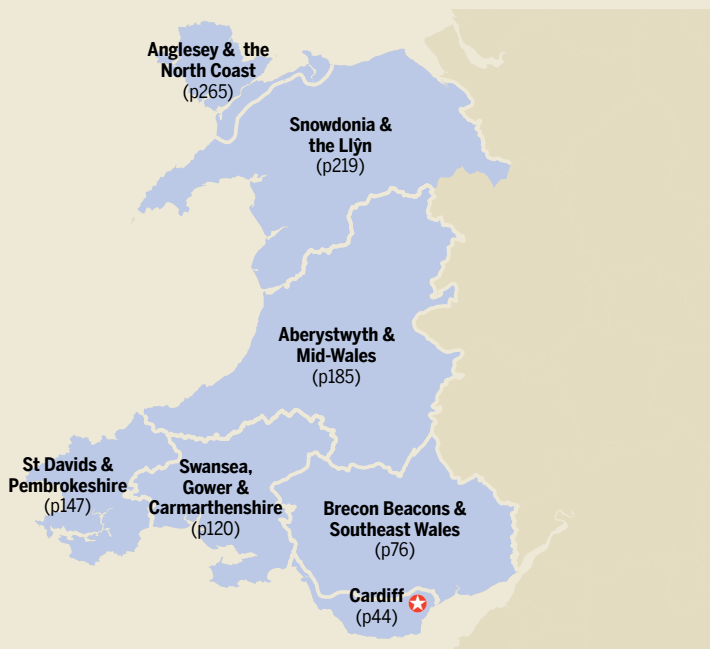 Anglesey & the
North Coast
(p265)
Snowdonia &
the Llŷn
(p219)
Aberystwyth &
Mid-Wales
(p185)
St Davids &
Pembrokeshire
(p147)
Swansea,
Gower &
Carmarthenshire
(p120)
Brecon Beacons &
Southeast Wales
(p76)
Cardiff
(p44)